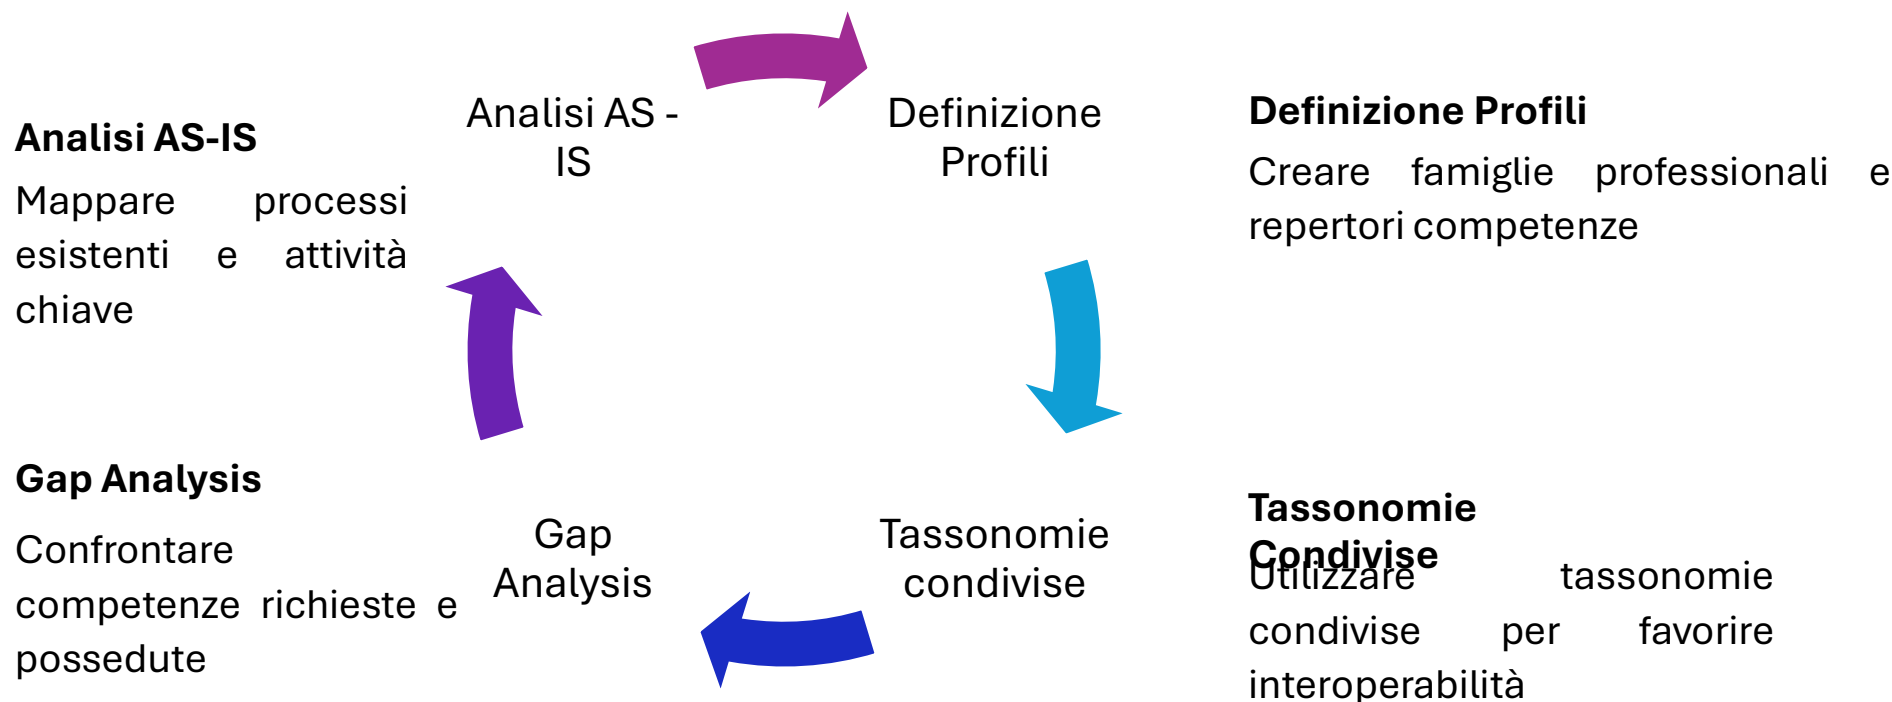 Analisi AS-IS
Mappare processi
esistenti e attività
chiave
Analisi AS -
IS
Definizione
Profili
Definizione Profili
Creare famiglie professionali e
repertori competenze
Gap Analysis
Confrontare
competenze richieste e
possedute
Gap
Analysis
Tassonomie
condivise
Tassonomie
Condivise
Utilizzare tassonomie
condivise per favorire
interoperabilità